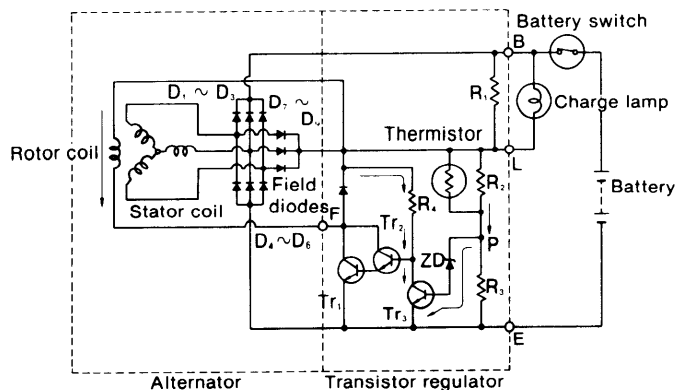 Battery switch
B
D₁ ~ D₃
D₇ ~ D₉
R₁
Charge lamp
Thermistor
Rotor coil
L
Stator coil
Field diodes
F
R₂
R₄
Battery
D₄ ~ D₆
Tr₂
ZD
P
Tr₁
Tr₃
R₃
E
Alternator
Transistor regulator